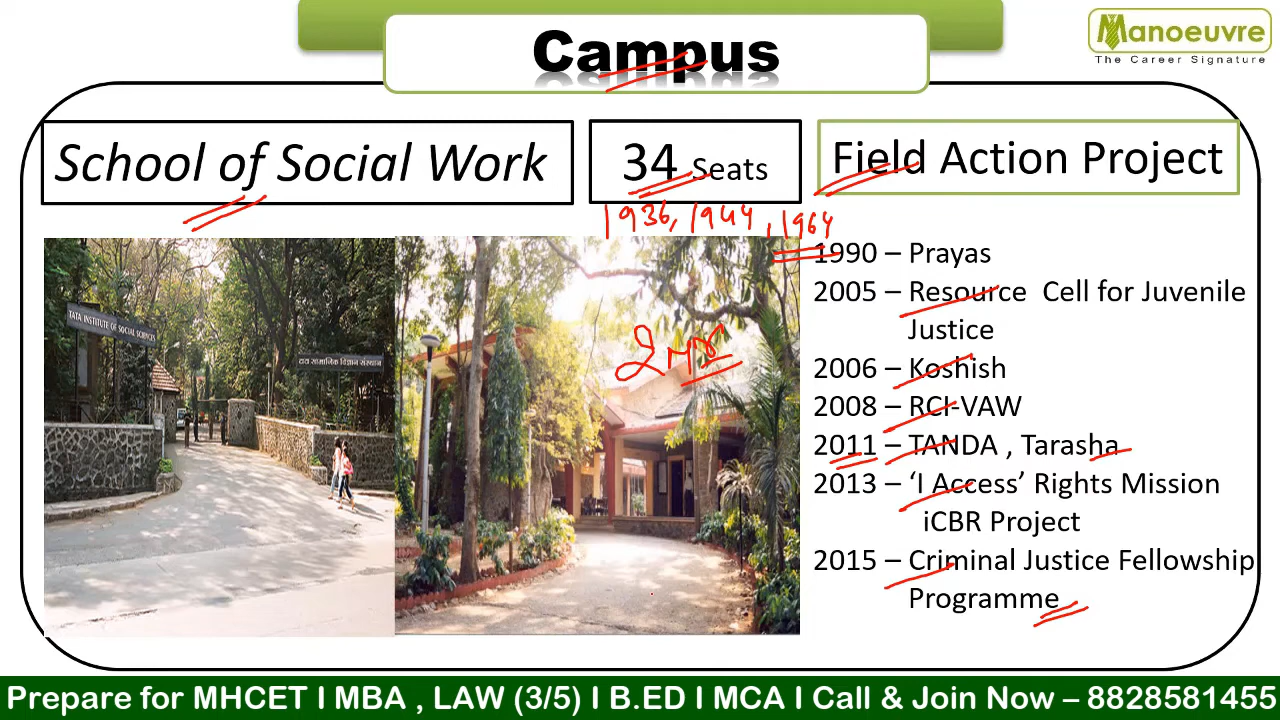 Campus
Manoeuvre
The Career Signature
School of Social Work
34 Seats
Field Action Project
1936, 1944, 1964
1990 – Prayas
2005 – Resource Cell for Juvenile
Justice
2006 – Koshish
2008 – RCI-VAW
2011 – TANDA , Tarasha
2013 – ‘I Access’ Rights Mission
iCBR Project
2015 – Criminal Justice Fellowship
Programme
TATA INSTITUTE OF SOCIAL SCIENCES
टाटा सामाजिक विज्ञान संस्थान
Prepare for MHCET I MBA , LAW (3/5) I B.ED I MCA I Call & Join Now – 8828581455